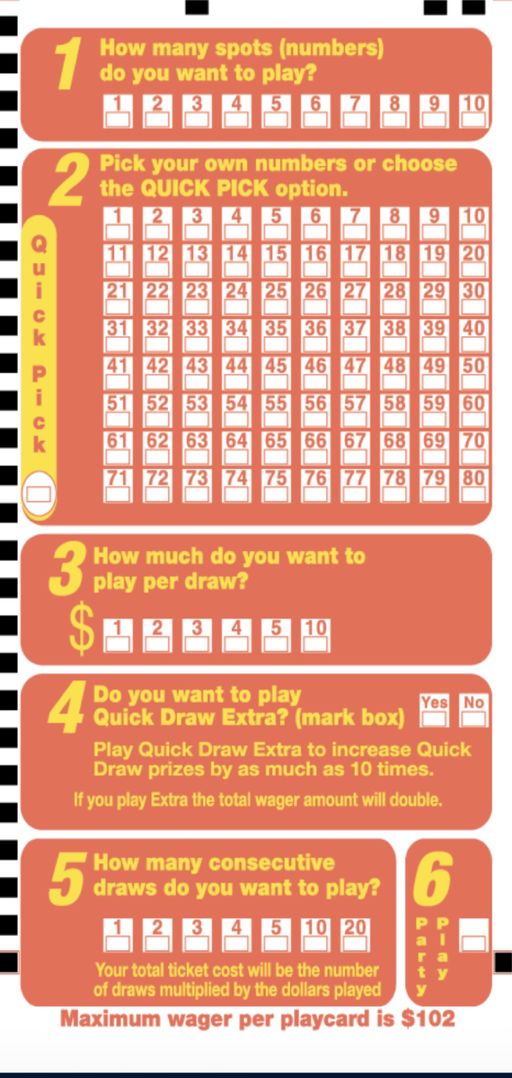 1
How many spots (numbers)
do you want to play?
1 2 3 4 5 6 7 8 9 10
2
Pick your own numbers or choose
the QUICK PICK option.
Quick Pick
1 2 3 4 5 6 7 8 9 10
11 12 13 14 15 16 17 18 19 20
21 22 23 24 25 26 27 28 29 30
31 32 33 34 35 36 37 38 39 40
41 42 43 44 45 46 47 48 49 50
51 52 53 54 55 56 57 58 59 60
61 62 63 64 65 66 67 68 69 70
71 72 73 74 75 76 77 78 79 80
3
How much do you want to
play per draw?
$ 1 2 3 4 5 10
4
Do you want to play
Quick Draw Extra? (mark box)
Yes No
Play Quick Draw Extra to increase Quick
Draw prizes by as much as 10 times.
If you play Extra the total wager amount will double.
5
How many consecutive
draws do you want to play?
1 2 3 4 5 10 20
Your total ticket cost will be the number
of draws multiplied by the dollars played
6
Party
Play
Maximum wager per playcard is $102